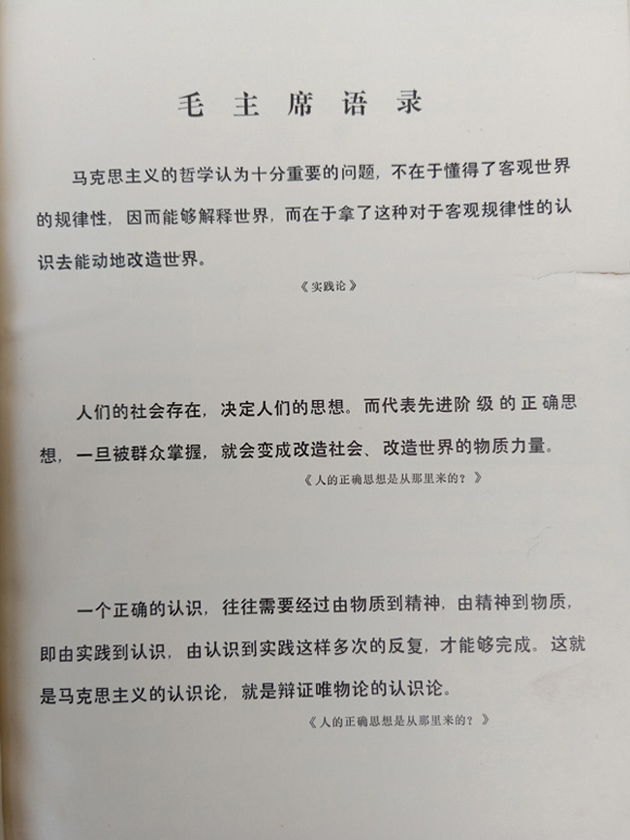 毛主席语录
马克思主义的哲学认为十分重要的问题，不在于懂得了客观世界
的规律性，因而能够解释世界，而在于拿了这种对于客观规律性的认
识去能动地改造世界。
《实践论》
人们的社会存在，决定人们的思想。而代表先进阶级的正确思
想，一旦被群众掌握，就会变成改造社会、改造世界的物质力量。
《人的正确思想是从那里来的？》
一个正确的认识，往往需要经过由物质到精神，由精神到物质，
即由实践到认识，由认识到实践这样多次的反复，才能够完成。这就
是马克思主义的认识论，就是辩证唯物论的认识论。
《人的正确思想是从那里来的？》